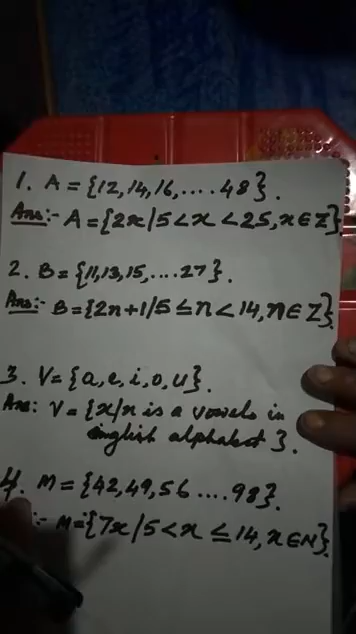 1. A = {12,14,16,....48}.
Ans:- A = {2x/5<x<25, x∈Z}.
2. B = {11,13,15,...27}.
Ans:- B = {2n+1/5≤n<14, n∈Z}.
3. V = {a,e,i,o,u}.
Ans: V = {x/x is a vowels in
english alphabet}.
4. M = {42,49,56....98}.
:- M = {7x/5<x≤14, x∈N}.